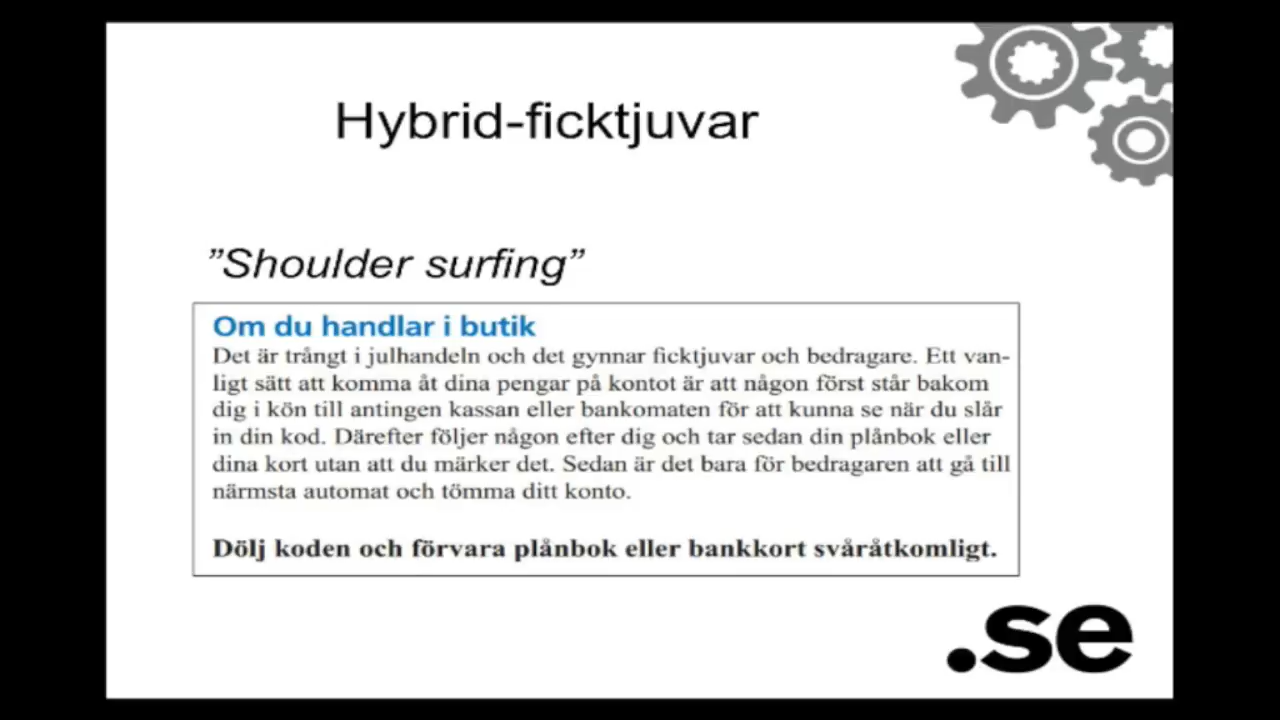 Hybrid-ficktjuvar
”Shoulder surfing”
Om du handlar i butik
Det är trångt i julhandeln och det gynnar ficktjuvar och bedragare. Ett van-
ligt sätt att komma åt dina pengar på kontot är att någon först står bakom
dig i kön till antingen kassan eller bankomaten för att kunna se när du slår
in din kod. Därefter följer någon efter dig och tar sedan din plånbok eller
dina kort utan att du märker det. Sedan är det bara för bedragaren att gå till
närmsta automat och tömma ditt konto.
Dölj koden och förvara plånbok eller bankkort svåråtkomligt.
.se